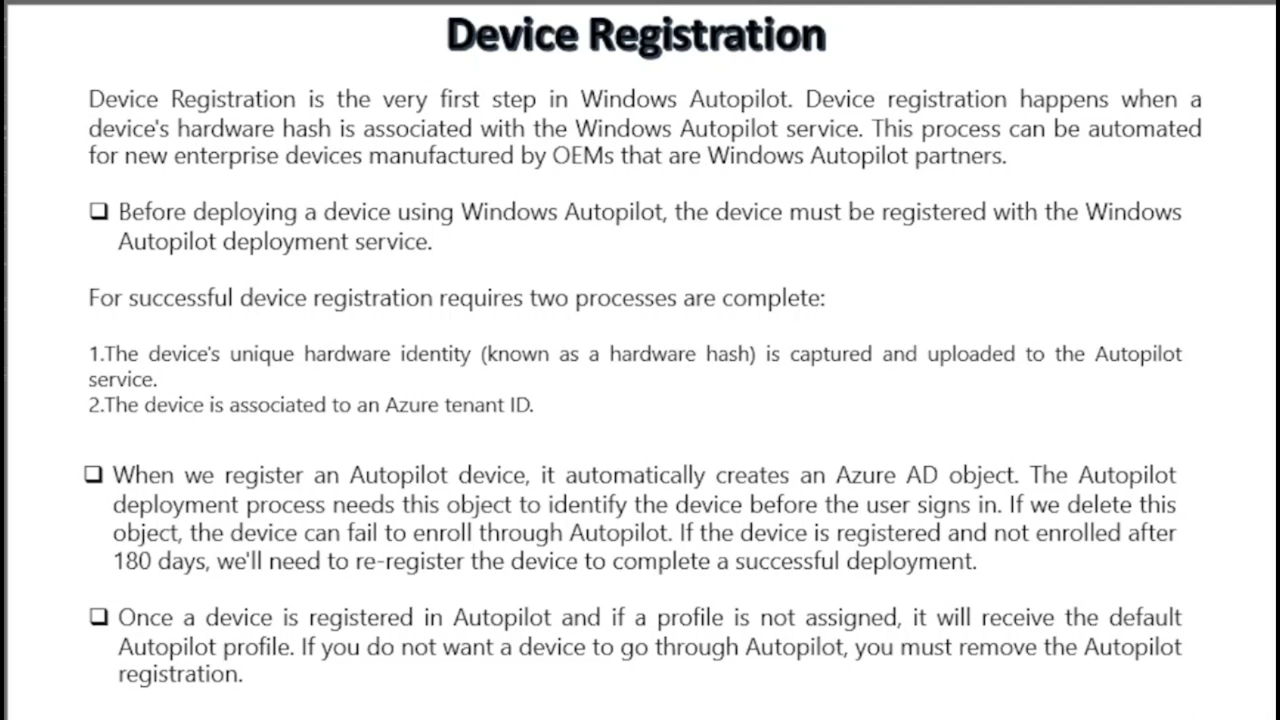 Device Registration
Device Registration is the very first step in Windows Autopilot. Device registration happens when a
device's hardware hash is associated with the Windows Autopilot service. This process can be automated
for new enterprise devices manufactured by OEMs that are Windows Autopilot partners.
❑ Before deploying a device using Windows Autopilot, the device must be registered with the Windows
Autopilot deployment service.
For successful device registration requires two processes are complete:
1.The device's unique hardware identity (known as a hardware hash) is captured and uploaded to the Autopilot
service.
2.The device is associated to an Azure tenant ID.
❑ When we register an Autopilot device, it automatically creates an Azure AD object. The Autopilot
deployment process needs this object to identify the device before the user signs in. If we delete this
object, the device can fail to enroll through Autopilot. If the device is registered and not enrolled after
180 days, we'll need to re-register the device to complete a successful deployment.
❑ Once a device is registered in Autopilot and if a profile is not assigned, it will receive the default
Autopilot profile. If you do not want a device to go through Autopilot, you must remove the Autopilot
registration.